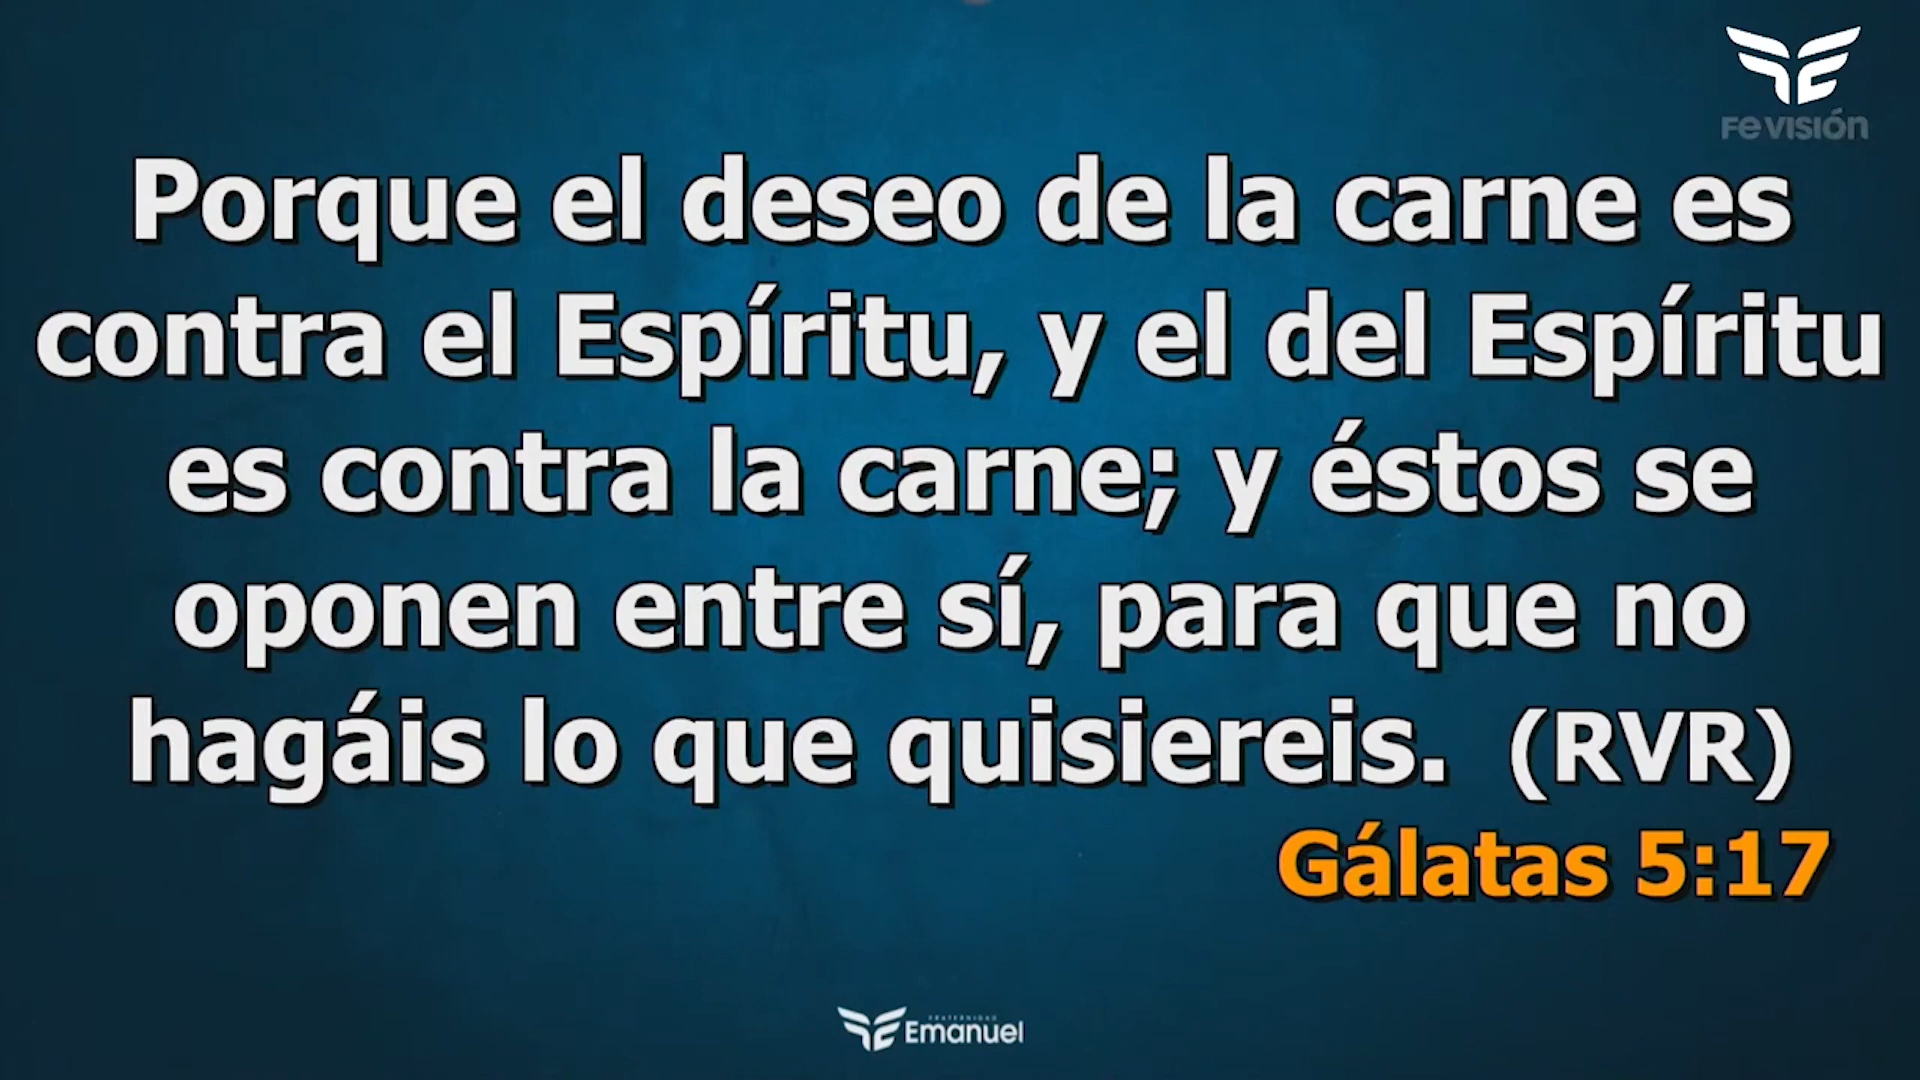 FE VISIÓN
Porque el deseo de la carne es
contra el Espíritu, y el del Espíritu
es contra la carne; y éstos se
oponen entre sí, para que no
hagáis lo que quisiereis. (RVR)
Gálatas 5:17
FRATERNIDAD
Emanuel